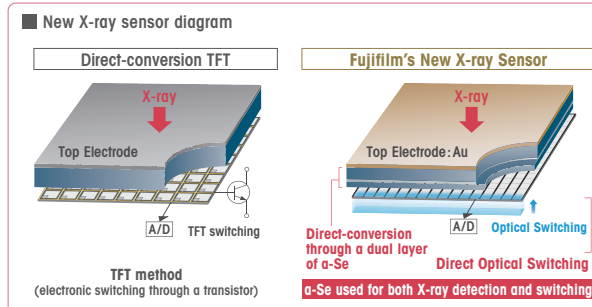 New X-ray sensor diagram
Direct-conversion TFT
X-ray
Top Electrode
A/D
TFT switching
TFT method
(electronic switching through a transistor)
Fujifilm's New X-ray Sensor
X-ray
Top Electrode: Au
A/D
Optical Switching
Direct-conversion
through a dual layer
of a-Se
Direct Optical Switching
a-Se used for both X-ray detection and switching